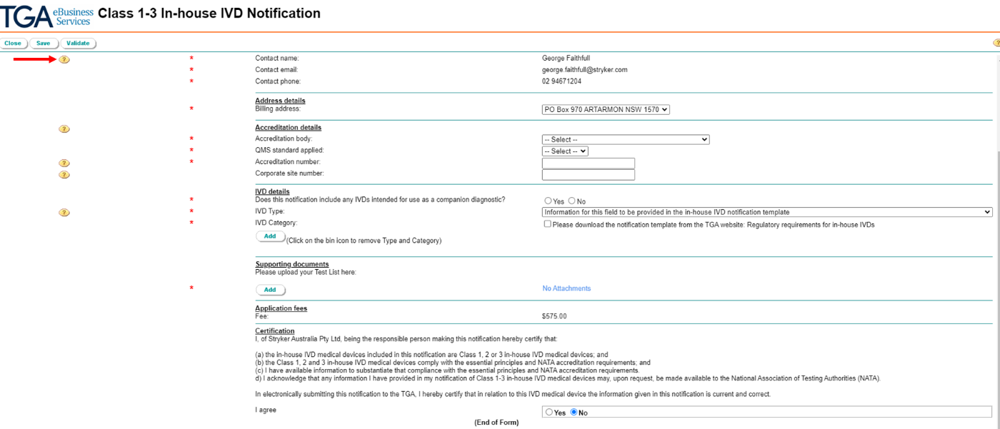 TGA eBusiness Services Class 1-3 In-house IVD Notification
Close Save Validate ?
? * Contact name: George Faithfull
* Contact email: george.faithfull@stryker.com
* Contact phone: 02 94671204
Address details
* Billing address: PO Box 970 ARTARMON NSW 1570
? Accreditation details
* Accreditation body: -- Select --
* QMS standard applied: -- Select --
? * Accreditation number:
? Corporate site number:
IVD details
* Does this notification include any IVDs intended for use as a companion diagnostic? Yes No
? * IVD Type: Information for this field to be provided in the in-house IVD notification template
* IVD Category: Please download the notification template from the TGA website: Regulatory requirements for in-house IVDs
Add (Click on the bin icon to remove Type and Category)
Supporting documents
Please upload your Test List here:
* Add No Attachments
Application fees
Fee: $575.00
Certification
I, of Stryker Australia Pty Ltd, being the responsible person making this notification hereby certify that:
(a) the in-house IVD medical devices included in this notification are Class 1, 2 or 3 in-house IVD medical devices; and
(b) the Class 1, 2 and 3 in-house IVD medical devices comply with the essential principles and NATA accreditation requirements; and
(c) I have available information to substantiate that compliance with the essential principles and NATA accreditation requirements.
d) I acknowledge that any information I have provided in my notification of Class 1-3 in-house IVD medical devices may, upon request, be made available to the National Association of Testing Authorities (NATA).
In electronically submitting this notification to the TGA, I hereby certify that in relation to this IVD medical device the information given in this notification is current and correct.
I agree Yes No
(End of Form)